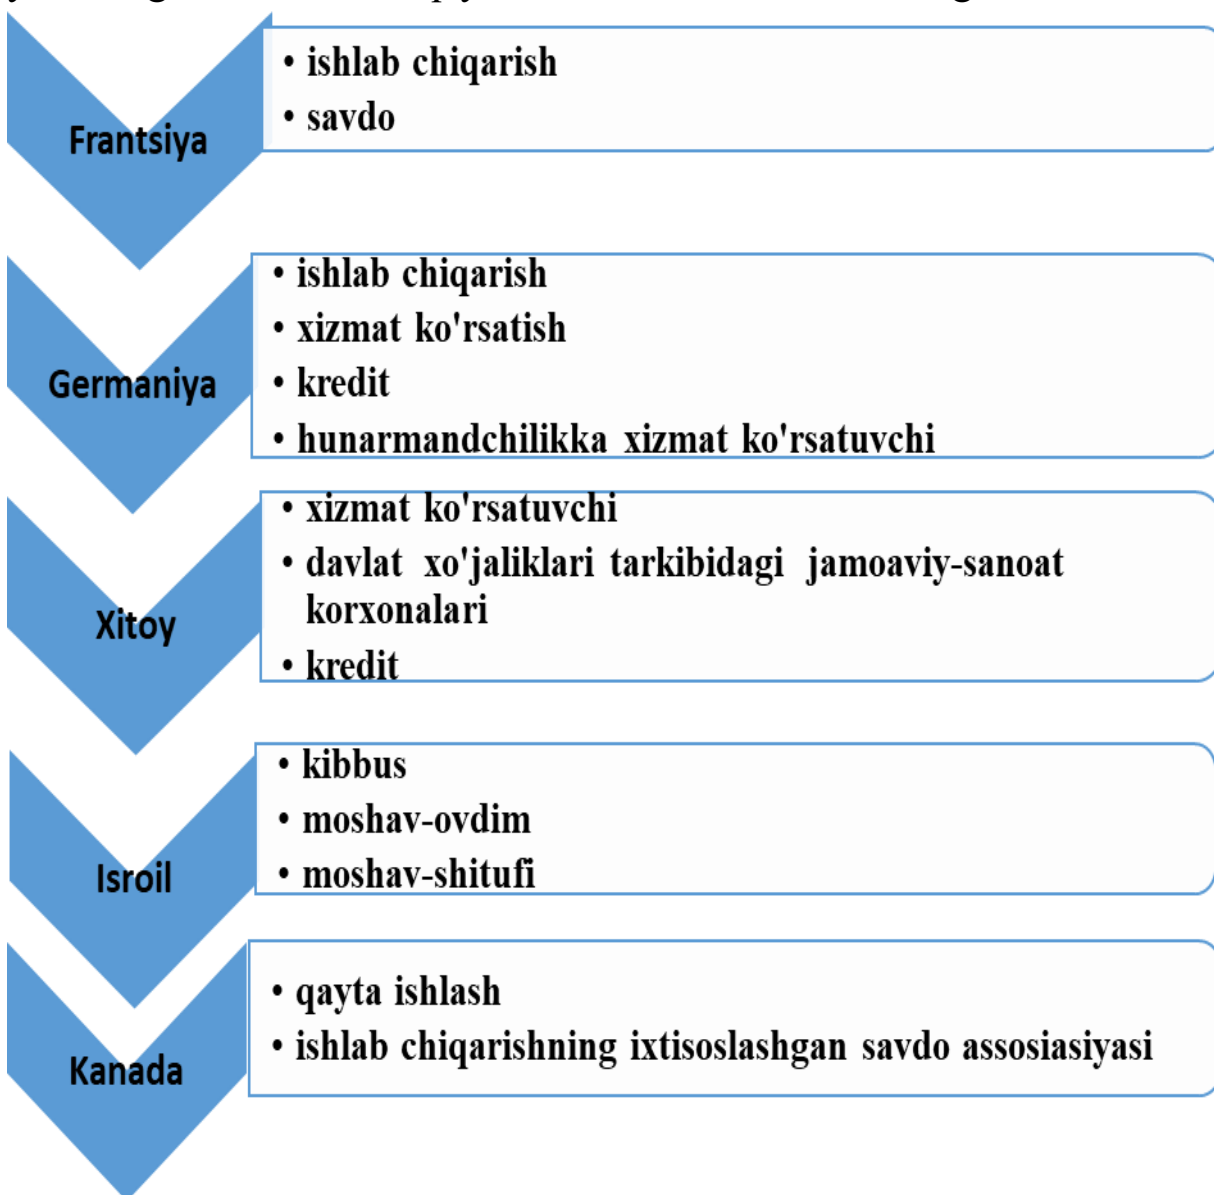 Frantsiya
• ishlab chiqarish
• savdo
Germaniya
• ishlab chiqarish
• xizmat ko'rsatish
• kredit
• hunarmandchilikka xizmat ko'rsatuvchi
Xitoy
• xizmat ko'rsatuvchi
• davlat xo'jaliklari tarkibidagi jamoaviy-sanoat
korxonalari
• kredit
Isroil
• kibbus
• moshav-ovdim
• moshav-shitufi
Kanada
• qayta ishlash
• ishlab chiqarishning ixtisoslashgan savdo assosiasiyasi